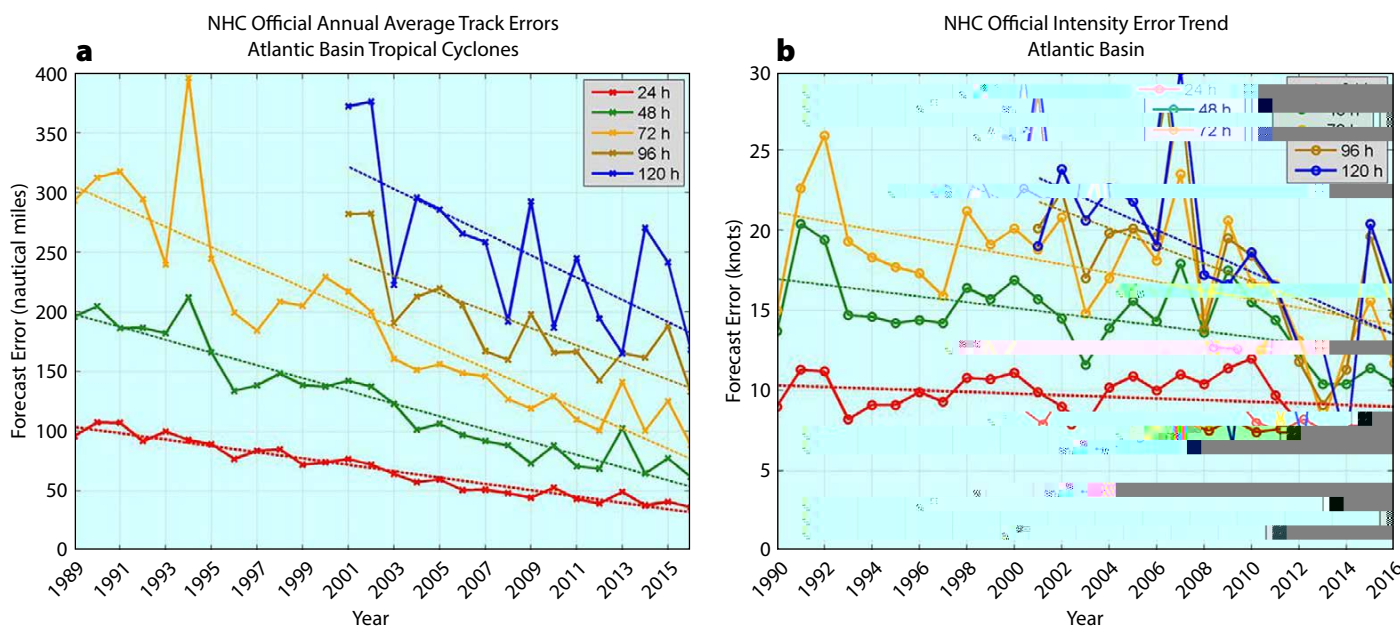 NHC Official Annual Average Track Errors
Atlantic Basin Tropical Cyclones
a
Forecast Error (nautical miles)
400
350
300
250
200
150
100
50
0
24 h
48 h
72 h
96 h
120 h
1989
1991
1993
1995
1997
1999
2001
2003
2005
2007
2009
2011
2013
2015
Year
NHC Official Intensity Error Trend
Atlantic Basin
b
Forecast Error (knots)
30
25
20
15
10
5
0
24 h
48 h
72 h
96 h
120 h
1990
1992
1994
1996
1998
2000
2002
2004
2006
2008
2010
2012
2014
2016
Year